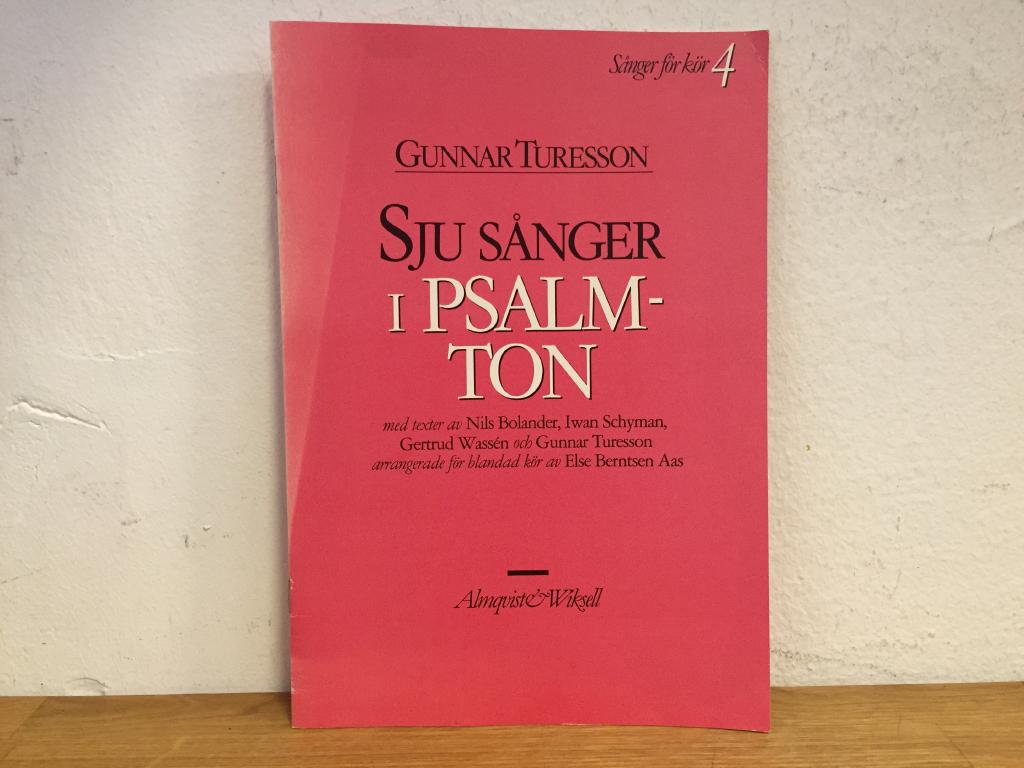 Sånger för kör 4
GUNNAR TURESSON
SJU SÅNGER
I PSALM-
TON
med texter av Nils Bolander, Iwan Schyman,
Gertrud Wassén och Gunnar Turesson
arrangerade för blandad kör av Else Berntsen Aas
Almqvist & Wiksell